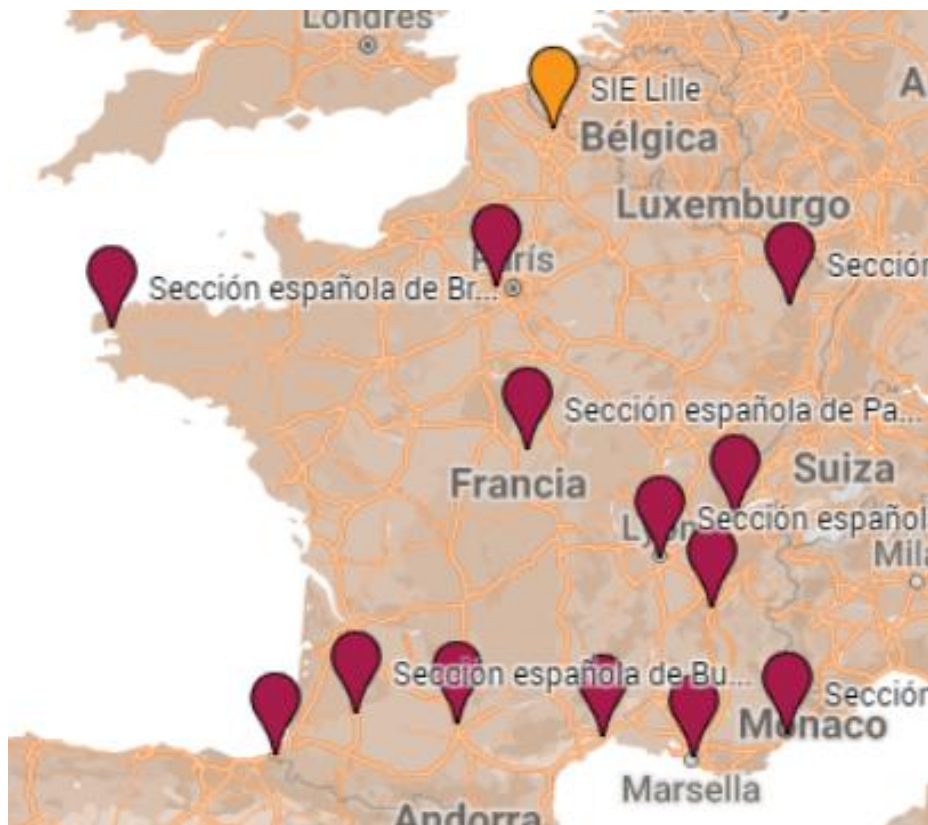 Londres
SIE Lille
Bélgica
Luxemburgo
París
Sección
Sección española de Br...
Sección española de Pa...
Francia
Suiza
Lyon
Sección español
Mila
Sección española de Bu...
Sección
Mónaco
Marsella
Andorra